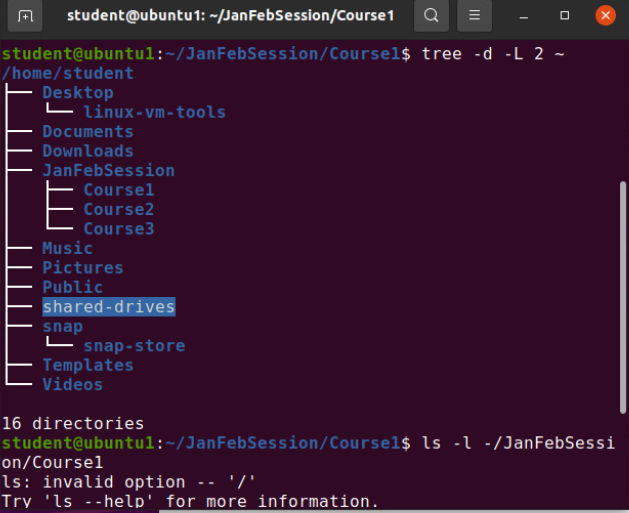 student@ubuntu1: ~/JanFebSession/Course1
student@ubuntu1:~/JanFebSession/Course1$ tree -d -L 2 ~
/home/student
├── Desktop
│   └── linux-vm-tools
├── Documents
├── Downloads
├── JanFebSession
│   ├── Course1
│   ├── Course2
│   └── Course3
├── Music
├── Pictures
├── Public
├── shared-drives
├── snap
│   └── snap-store
├── Templates
└── Videos
16 directories
student@ubuntu1:~/JanFebSession/Course1$ ls -l -/JanFebSessi
on/Course1
ls: invalid option -- '/'
Try 'ls --help' for more information.